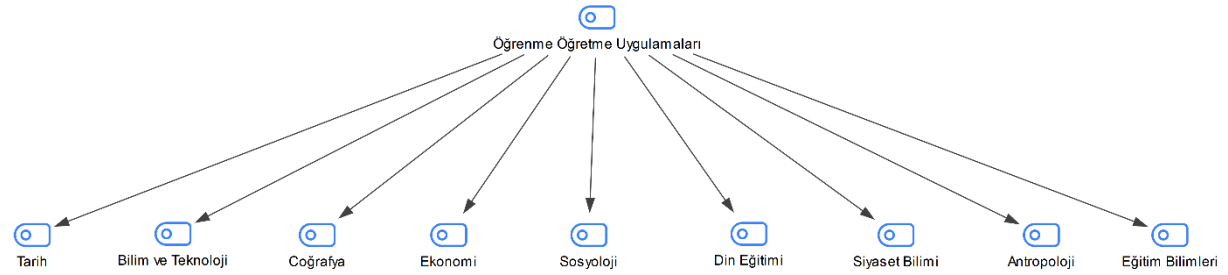 Öğrenme Öğretme Uygulamaları
Tarih
Bilim ve Teknoloji
Coğrafya
Ekonomi
Sosyoloji
Din Eğitimi
Siyaset Bilimi
Antropoloji
Eğitim Bilimleri